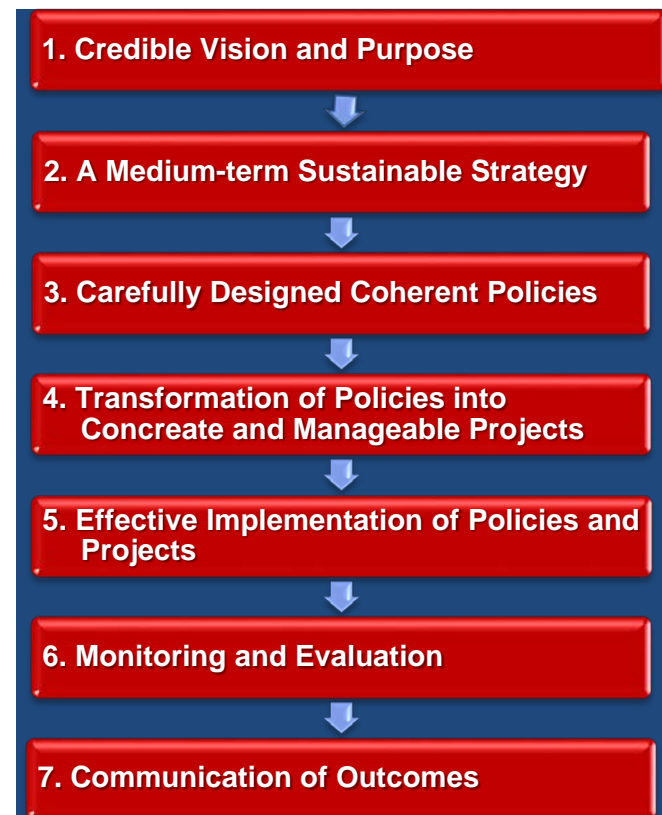 1. Credible Vision and Purpose
2. A Medium-term Sustainable Strategy
3. Carefully Designed Coherent Policies
4. Transformation of Policies into
Concreate and Manageable Projects
5. Effective Implementation of Policies and
Projects
6. Monitoring and Evaluation
7. Communication of Outcomes